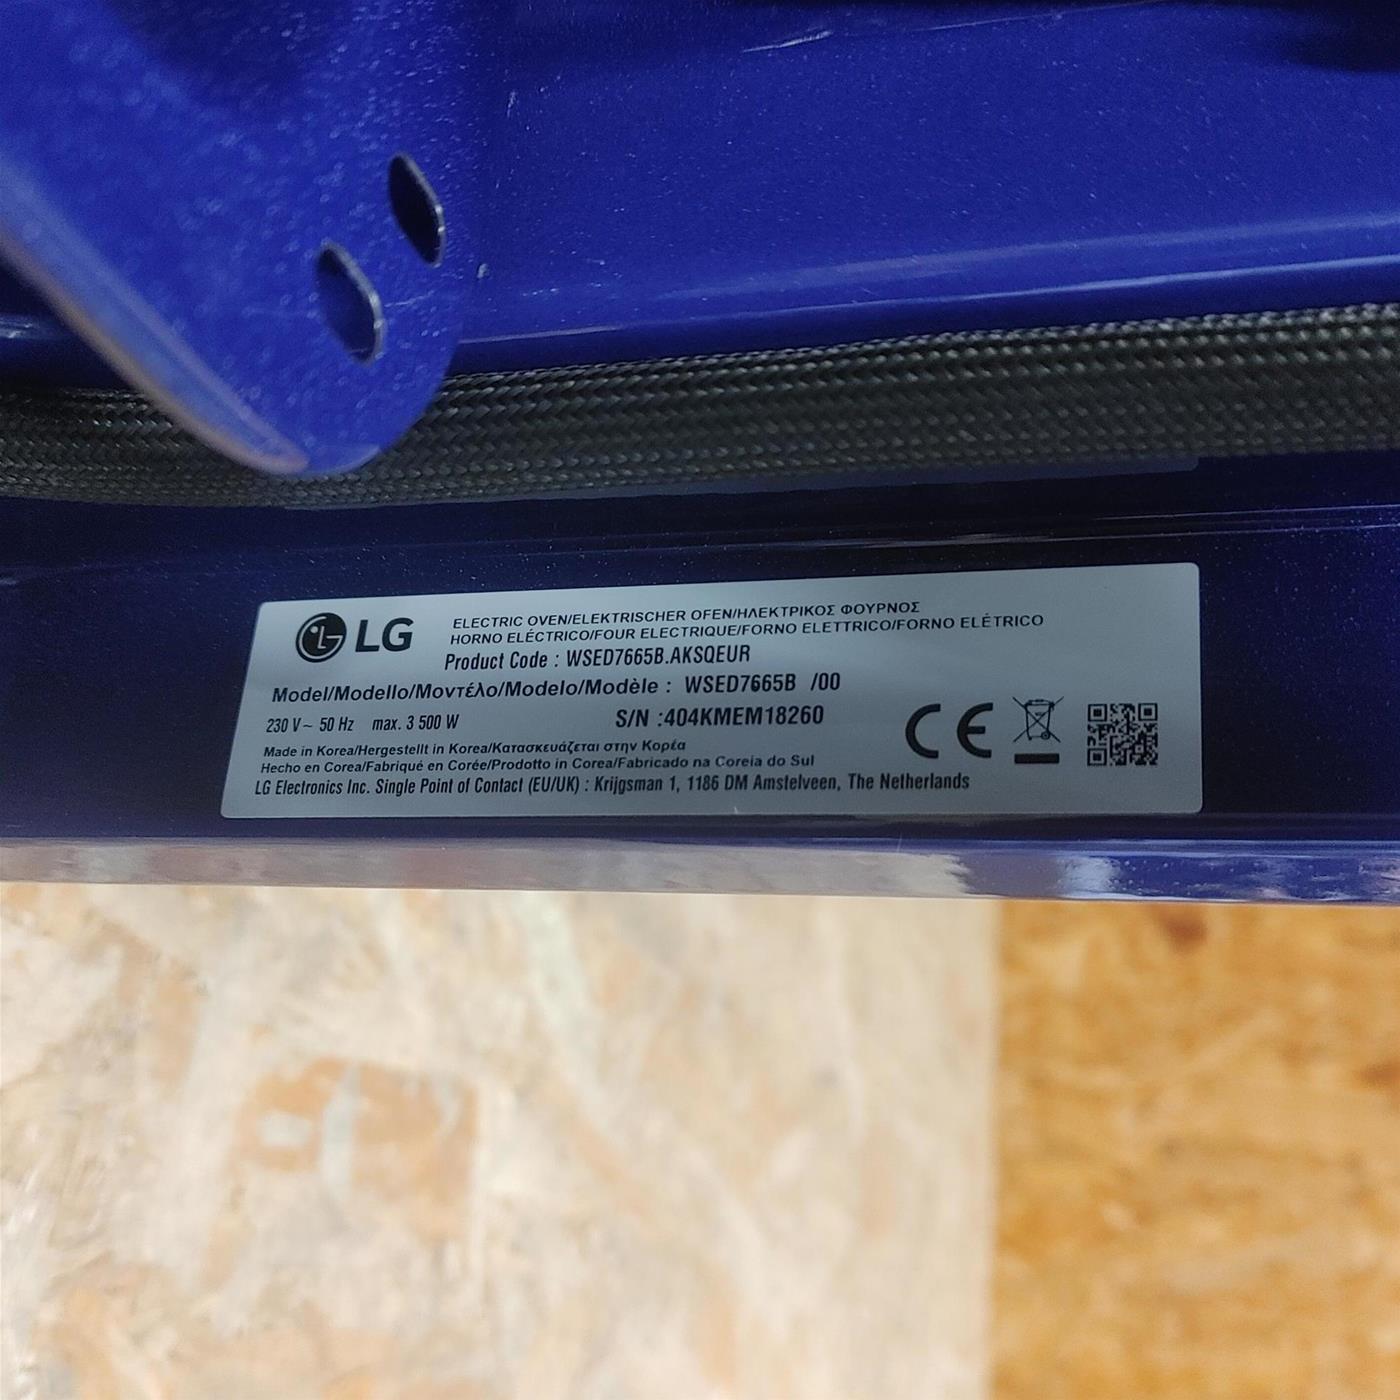 LG
ELECTRIC OVEN/ELEKTRISCHER OFEN/ΗΛΕΚΤΡΙΚΟΣ ΦΟΥΡΝΟΣ
HORNO ELÉCTRICO/FOUR ELECTRIQUE/FORNO ELETTRICO/FORNO ELÉTRICO
Product Code : WSED7665B.AKSQEUR
Model/Modello/Μοντέλο/Modelo/Modèle : WSED7665B /00
230 V~ 50 Hz max. 3 500 W S/N :404KMEM18260
Made in Korea/Hergestellt in Korea/Κατασκευάζεται στην Κορέα
Hecho en Corea/Fabriqué en Corée/Prodotto in Corea/Fabricado na Coreia do Sul
LG Electronics Inc. Single Point of Contact (EU/UK) : Krijgsman 1, 1186 DM Amstelveen, The Netherlands
CE